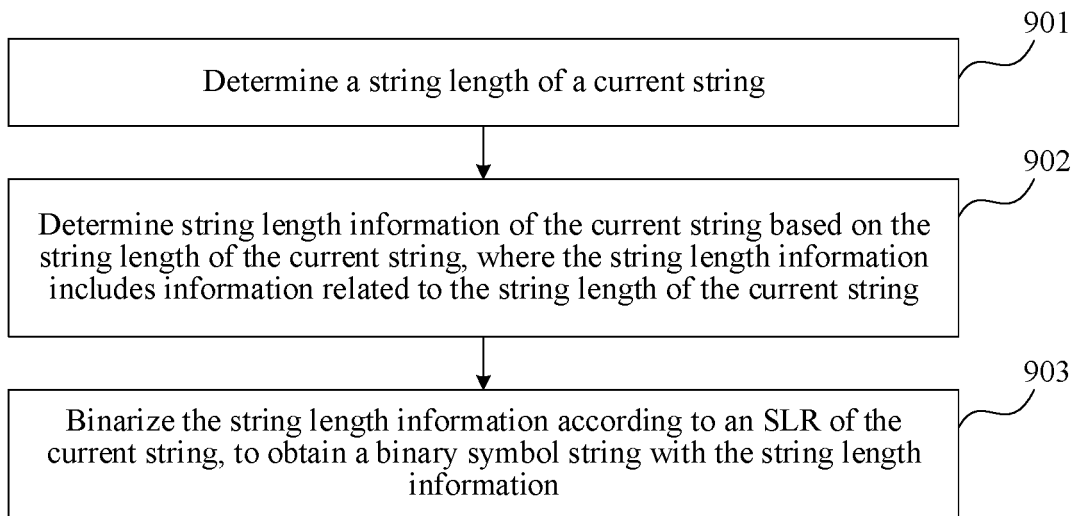 901
Determine a string length of a current string
902
Determine string length information of the current string based on the
string length of the current string, where the string length information
includes information related to the string length of the current string
903
Binarize the string length information according to an SLR of the
current string, to obtain a binary symbol string with the string length
information